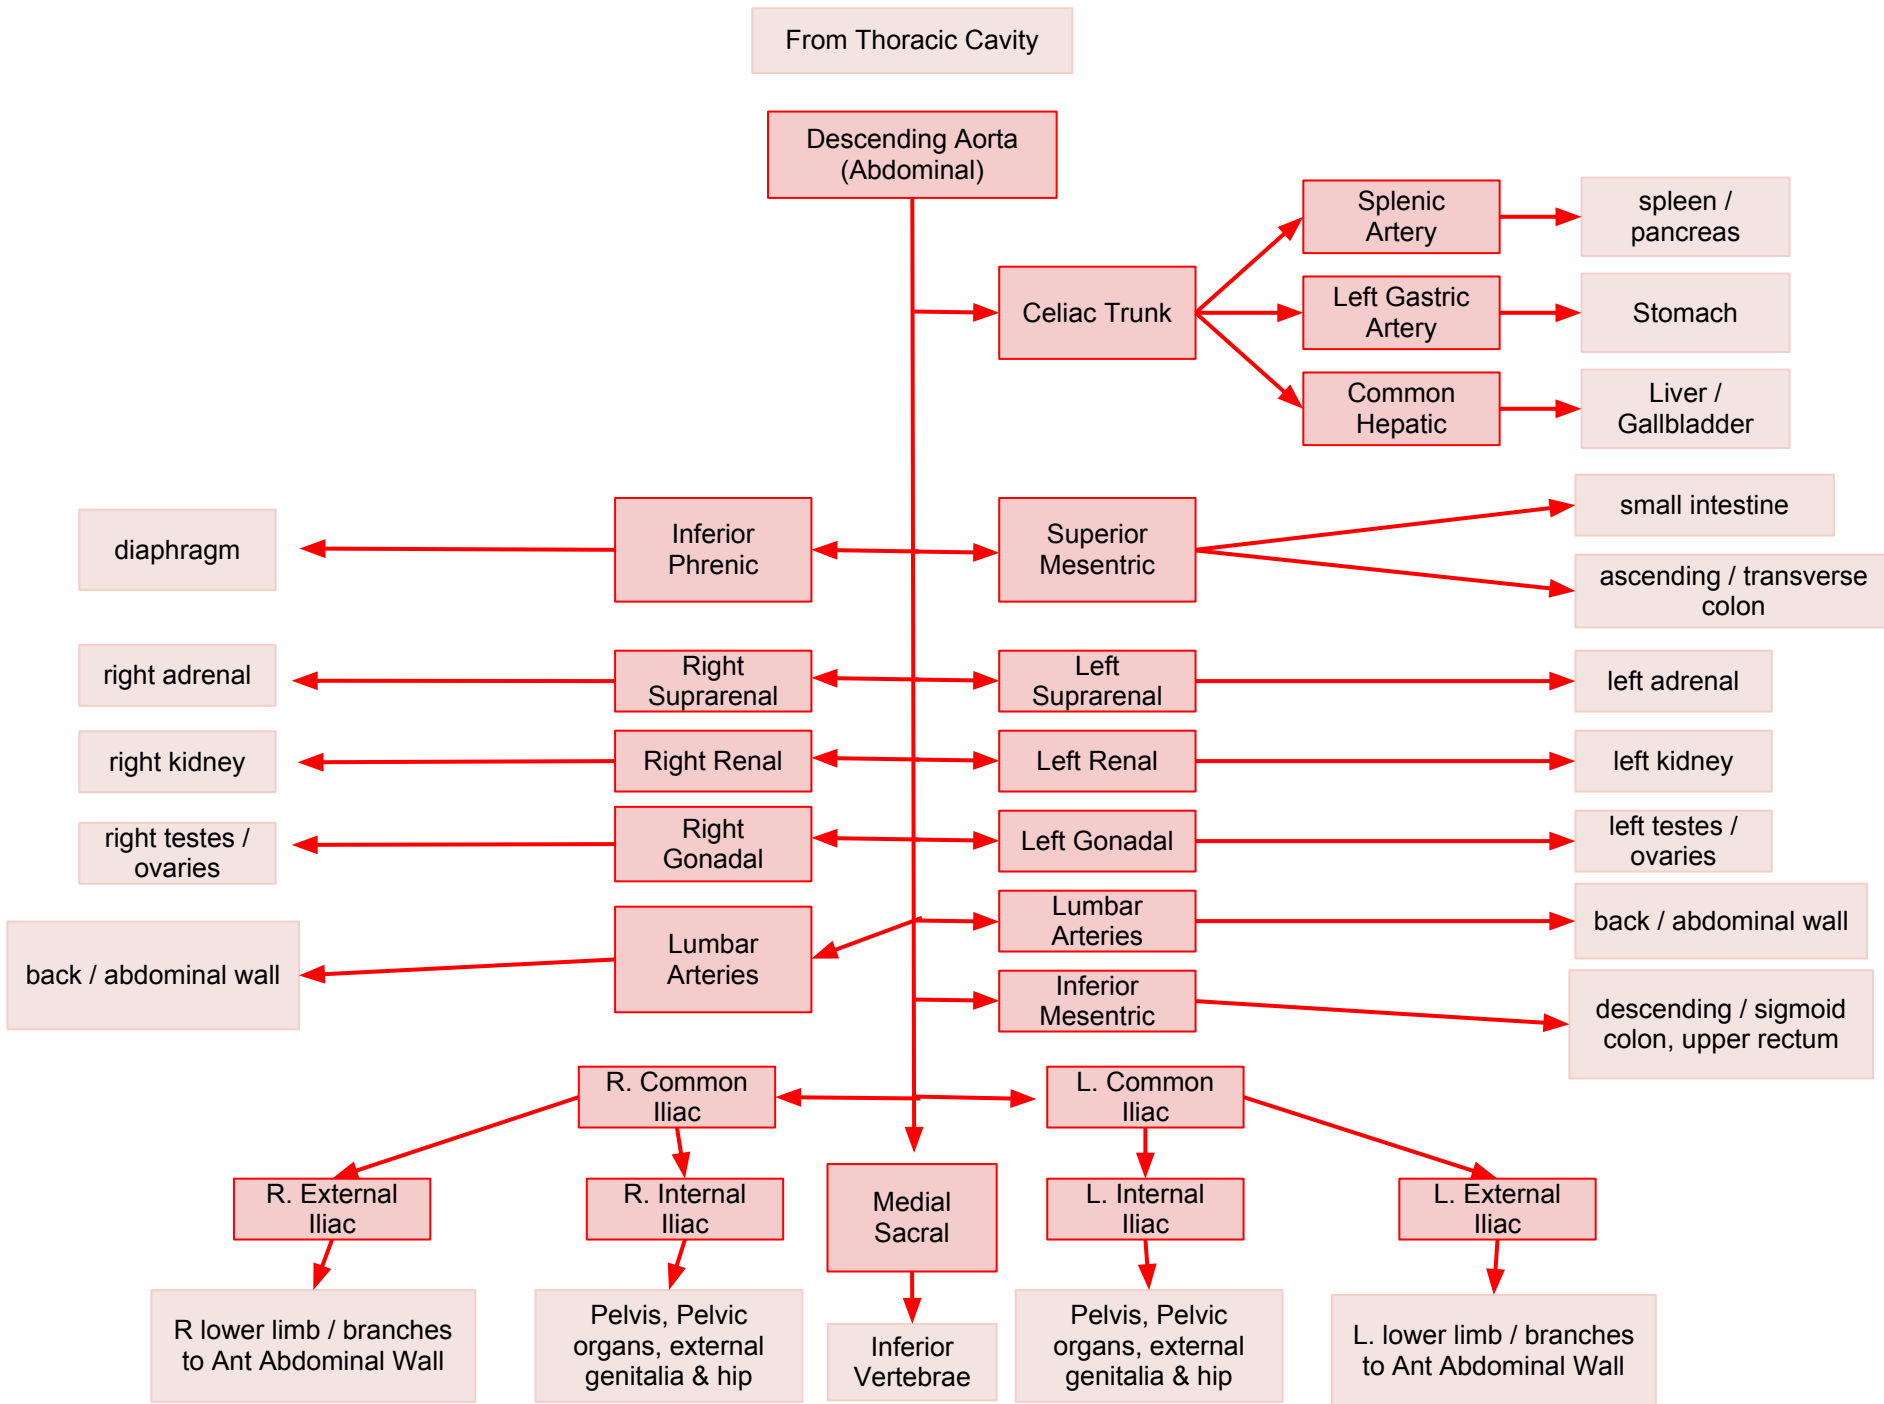 From Thoracic Cavity
Descending Aorta
(Abdominal)
Splenic
Artery
spleen /
pancreas
Celiac Trunk
Left Gastric
Artery
Stomach
Common
Hepatic
Liver /
Gallbladder
diaphragm
Inferior
Phrenic
Superior
Mesentric
small intestine
ascending / transverse
colon
right adrenal
Right
Suprarenal
Left
Suprarenal
left adrenal
right kidney
Right Renal
Left Renal
left kidney
right testes /
ovaries
Right
Gonadal
Left Gonadal
left testes /
ovaries
back / abdominal wall
Lumbar
Arteries
Lumbar
Arteries
back / abdominal wall
Inferior
Mesentric
descending / sigmoid
colon, upper rectum
R. Common
Iliac
L. Common
Iliac
R. External
Iliac
R. Internal
Iliac
Medial
Sacral
L. Internal
Iliac
L. External
Iliac
R lower limb / branches
to Ant Abdominal Wall
Pelvis, Pelvic
organs, external
genitalia & hip
Inferior
Vertebrae
Pelvis, Pelvic
organs, external
genitalia & hip
L. lower limb / branches
to Ant Abdominal Wall